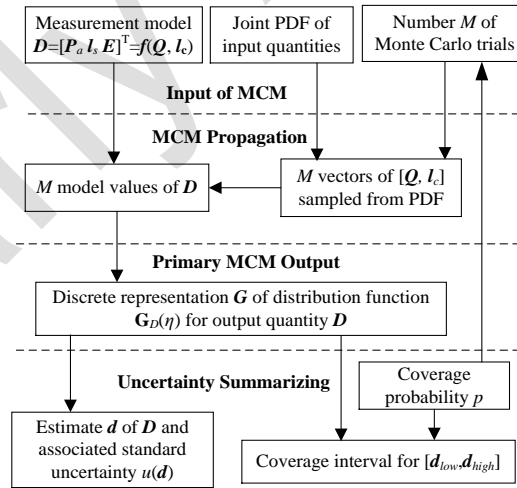 Measurement model
D=[Pa ls E]T=f(Q, lc)
Joint PDF of
input quantities
Number M of
Monte Carlo trials
Input of MCM
MCM Propagation
M model values of D
M vectors of [Q, lc]
sampled from PDF
Primary MCM Output
Discrete representation G of distribution function
GD(η) for output quantity D
Uncertainty Summarizing
Coverage
probability p
Estimate d of D and
associated standard
uncertainty u(d)
Coverage interval for [dlow,dhigh]